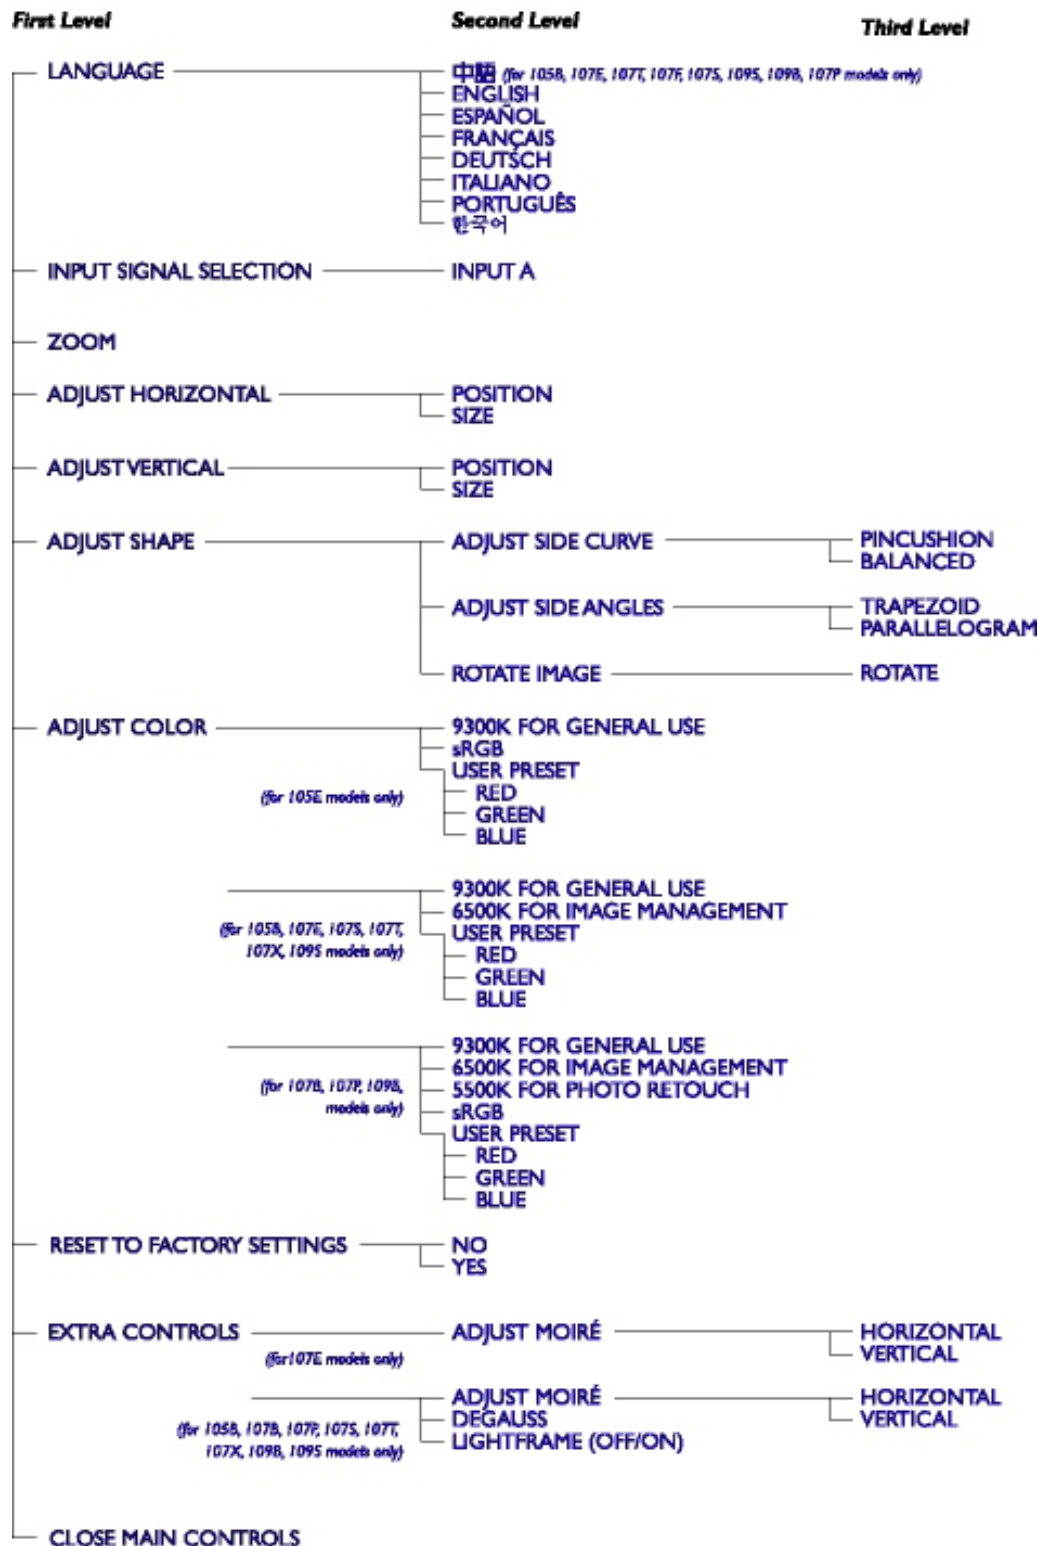 First Level Second Level Third Level
LANGUAGE 中語 (for 105B, 107E, 107T, 107F, 107S, 109S, 109B, 107P models only)
ENGLISH
ESPAÑOL
FRANÇAIS
DEUTSCH
ITALIANO
PORTUGUÊS
한국어
INPUT SIGNAL SELECTION INPUT A
ZOOM
ADJUST HORIZONTAL POSITION
SIZE
ADJUST VERTICAL POSITION
SIZE
ADJUST SHAPE ADJUST SIDE CURVE PINCUSHION
BALANCED
ADJUST SIDE ANGLES TRAPEZOID
PARALLELOGRAM
ROTATE IMAGE ROTATE
ADJUST COLOR 9300K FOR GENERAL USE
sRGB
USER PRESET
(for 105E models only) RED
GREEN
BLUE
9300K FOR GENERAL USE
6500K FOR IMAGE MANAGEMENT
(for 105B, 107E, 107S, 107T, USER PRESET
107X, 109S models only) RED
GREEN
BLUE
9300K FOR GENERAL USE
6500K FOR IMAGE MANAGEMENT
(for 107B, 107P, 109B, 5500K FOR PHOTO RETOUCH
models only) sRGB
USER PRESET
RED
GREEN
BLUE
RESET TO FACTORY SETTINGS NO
YES
EXTRA CONTROLS ADJUST MOIRÉ HORIZONTAL
(for107E models only) VERTICAL
ADJUST MOIRÉ HORIZONTAL
(for 105B, 107B, 107P, 107S, 107T, DEGAUSS VERTICAL
107X, 109B, 109S models only) LIGHTFRAME (OFF/ON)
CLOSE MAIN CONTROLS